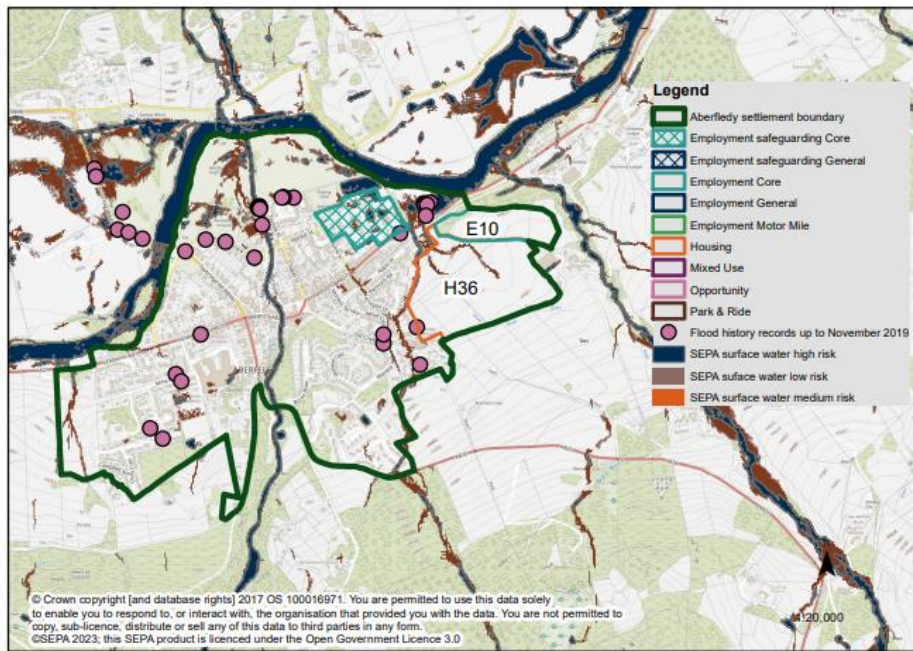 Legend
Aberfledy settlement boundary
Employment safeguarding Core
Employment safeguarding General
Employment Core
Employment General
Employment Motor Mile
Housing
Mixed Use
Opportunity
Park & Ride
Flood history records up to November 2019
SEPA surface water high risk
SEPA suface water low risk
SEPA surface water medium risk
E10
H36
1:20,000
© Crown copyright [and database rights] 2017 OS 100016971. You are permitted to use this data solely
to enable you to respond to, or interact with, the organisation that provided you with the data. You are not permitted to
copy, sub-licence, distribute or sell any of this data to third parties in any form.
©SEPA 2023; this SEPA product is licenced under the Open Government Licence 3.0